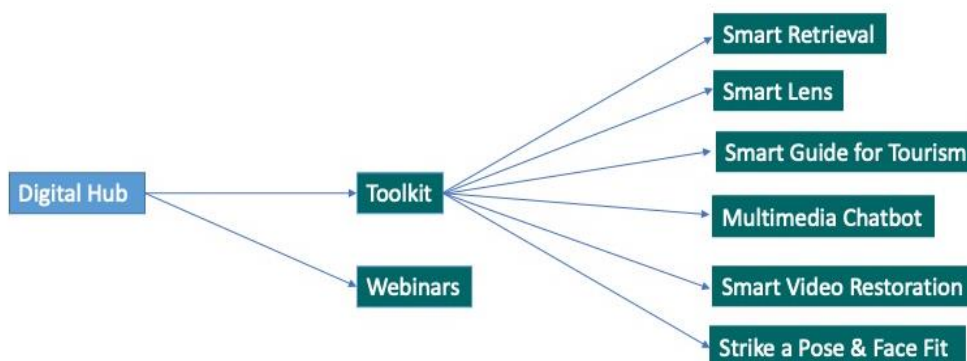 Digital Hub
Toolkit
Webinars
Smart Retrieval
Smart Lens
Smart Guide for Tourism
Multimedia Chatbot
Smart Video Restoration
Strike a Pose & Face Fit